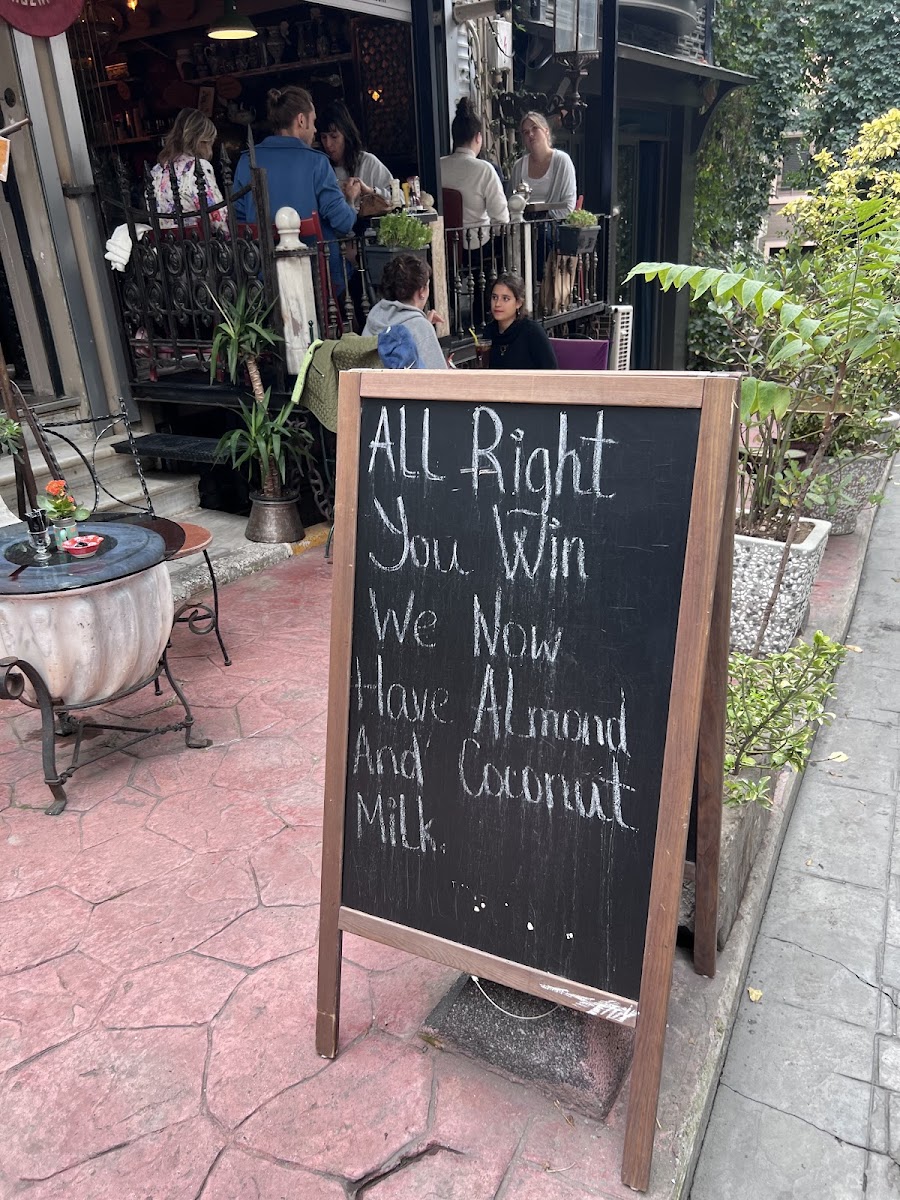 ALL Right
You Win
We Now
Have ALmond
And Coconut
MiLk.